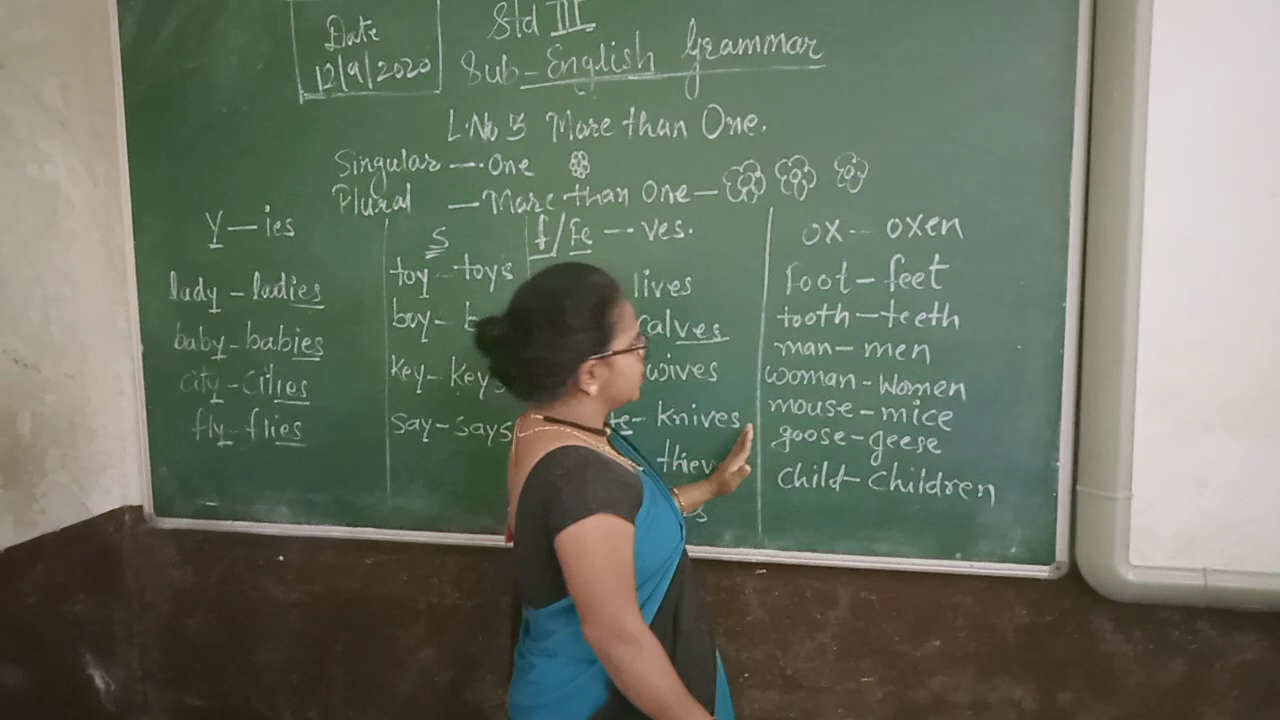 Date
12/9/2020
Std III
Sub-English Grammar
L.No 5 More than One.
Singular — One
Plural — More than One —
Y — ies
lady - ladies
baby - babies
city - cities
fly - flies
s
toy - toys
boy -
key - keys
say - says
f/fe - ves.
lives
calves
wives
knives
ox - oxen
foot - feet
tooth - teeth
man - men
woman - women
mouse - mice
goose - geese
child - children